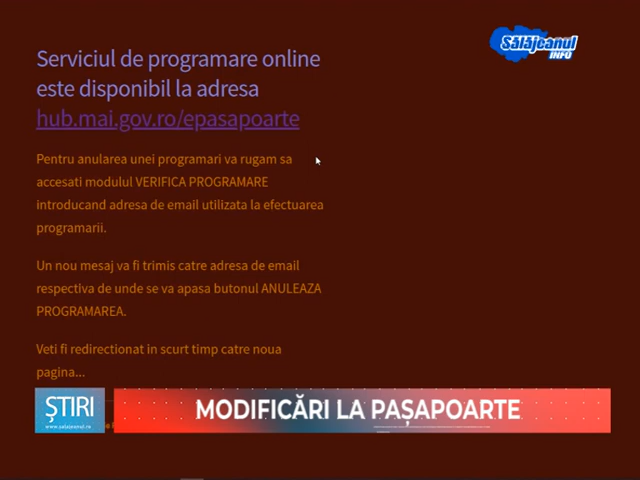 Sălăjeanul
INFO
Serviciul de programare online
este disponibil la adresa
hub.mai.gov.ro/epasapoarte
Pentru anularea unei programari va rugam sa
accesati modulul VERIFICA PROGRAMARE
introducand adresa de email utilizata la efectuarea
programarii.
Un nou mesaj va fi trimis catre adresa de email
respectiva de unde se va apasa butonul ANULEAZA
PROGRAMAREA.
Veti fi redirectionat in scurt timp catre noua
pagina...
ŞTIRI
www.salajeanul.ro
MODIFICĂRI LA PAȘAPOARTE